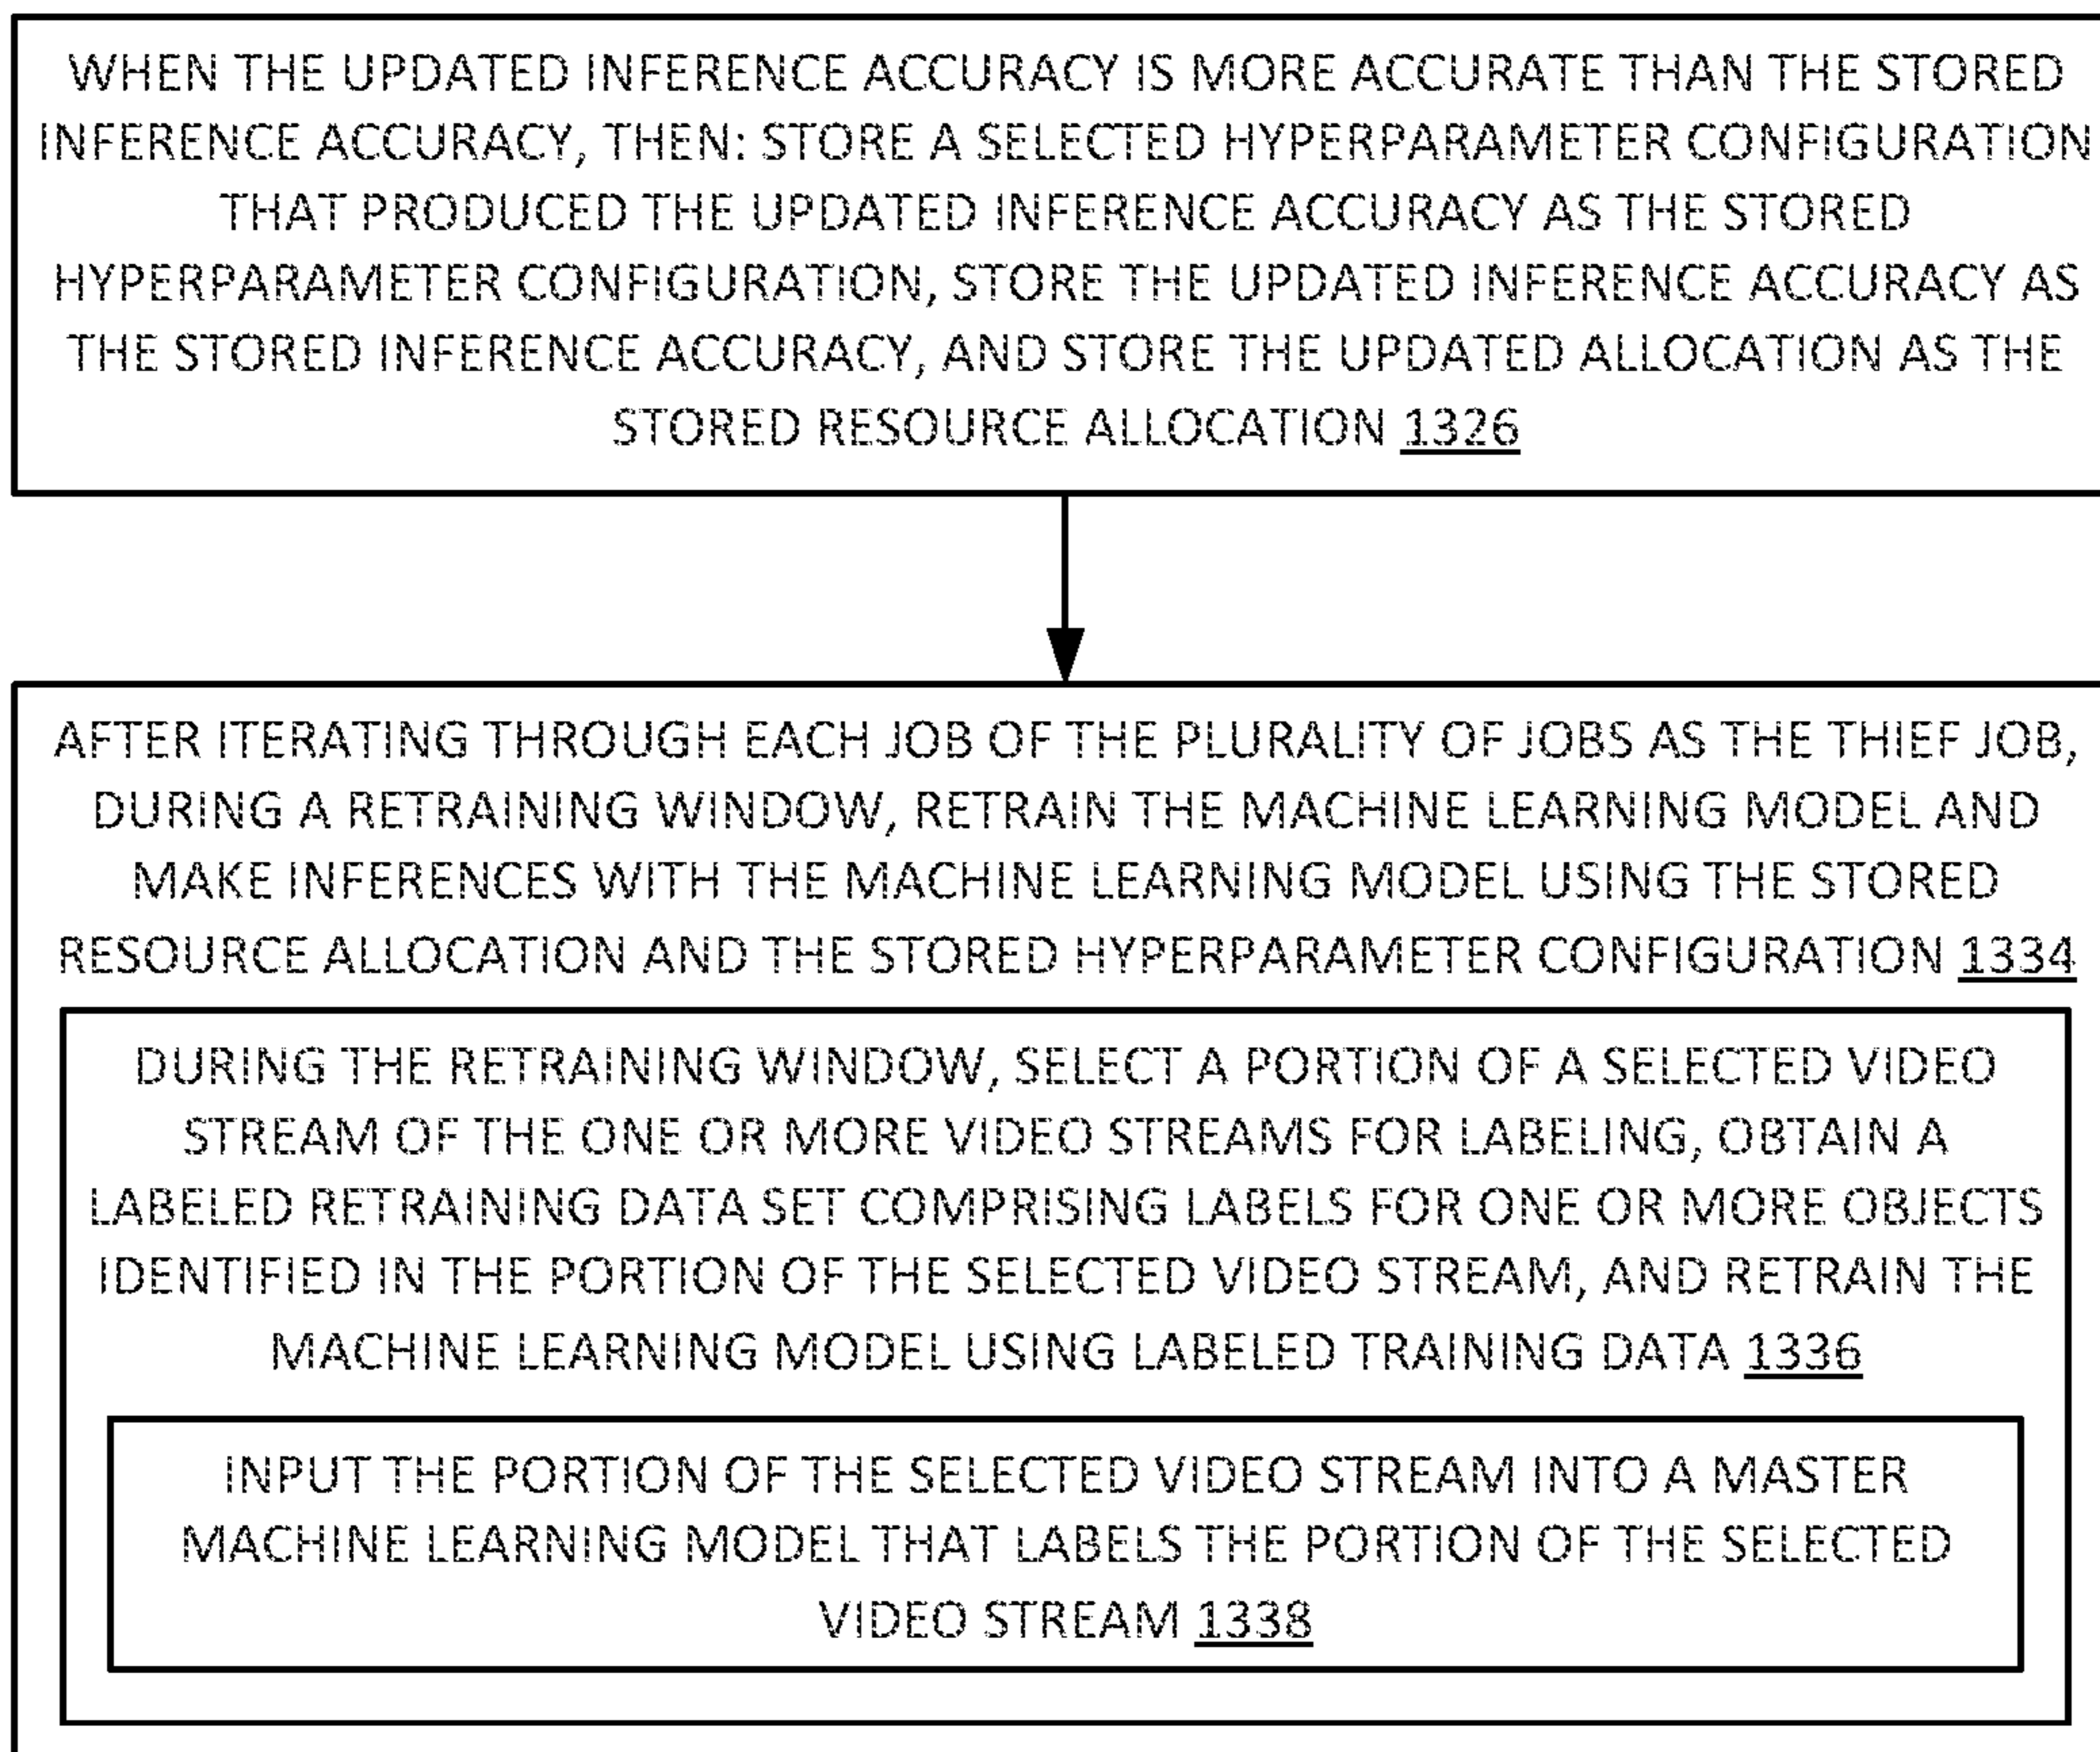 WHEN THE UPDATED INFERENCE ACCURACY IS MORE ACCURATE THAN THE STORED
INFERENCE ACCURACY, THEN: STORE A SELECTED HYPERPARAMETER CONFIGURATION
THAT PRODUCED THE UPDATED INFERENCE ACCURACY AS THE STORED
HYPERPARAMETER CONFIGURATION, STORE THE UPDATED INFERENCE ACCURACY AS
THE STORED INFERENCE ACCURACY, AND STORE THE UPDATED ALLOCATION AS THE
STORED RESOURCE ALLOCATION 1326
AFTER ITERATING THROUGH EACH JOB OF THE PLURALITY OF JOBS AS THE THIEF JOB,
DURING A RETRAINING WINDOW, RETRAIN THE MACHINE LEARNING MODEL AND
MAKE INFERENCES WITH THE MACHINE LEARNING MODEL USING THE STORED
RESOURCE ALLOCATION AND THE STORED HYPERPARAMETER CONFIGURATION 1334
DURING THE RETRAINING WINDOW, SELECT A PORTION OF A SELECTED VIDEO
STREAM OF THE ONE OR MORE VIDEO STREAMS FOR LABELING, OBTAIN A
LABELED RETRAINING DATA SET COMPRISING LABELS FOR ONE OR MORE OBJECTS
IDENTIFIED IN THE PORTION OF THE SELECTED VIDEO STREAM, AND RETRAIN THE
MACHINE LEARNING MODEL USING LABELED TRAINING DATA 1336
INPUT THE PORTION OF THE SELECTED VIDEO STREAM INTO A MASTER
MACHINE LEARNING MODEL THAT LABELS THE PORTION OF THE SELECTED
VIDEO STREAM 1338